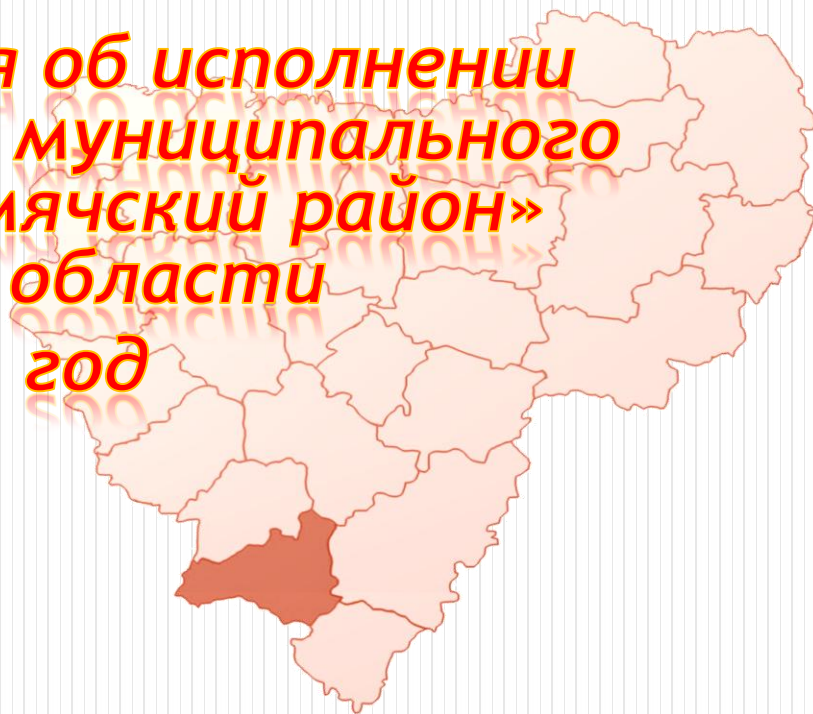 я об исполнении
муниципального
мячский район»
области
год